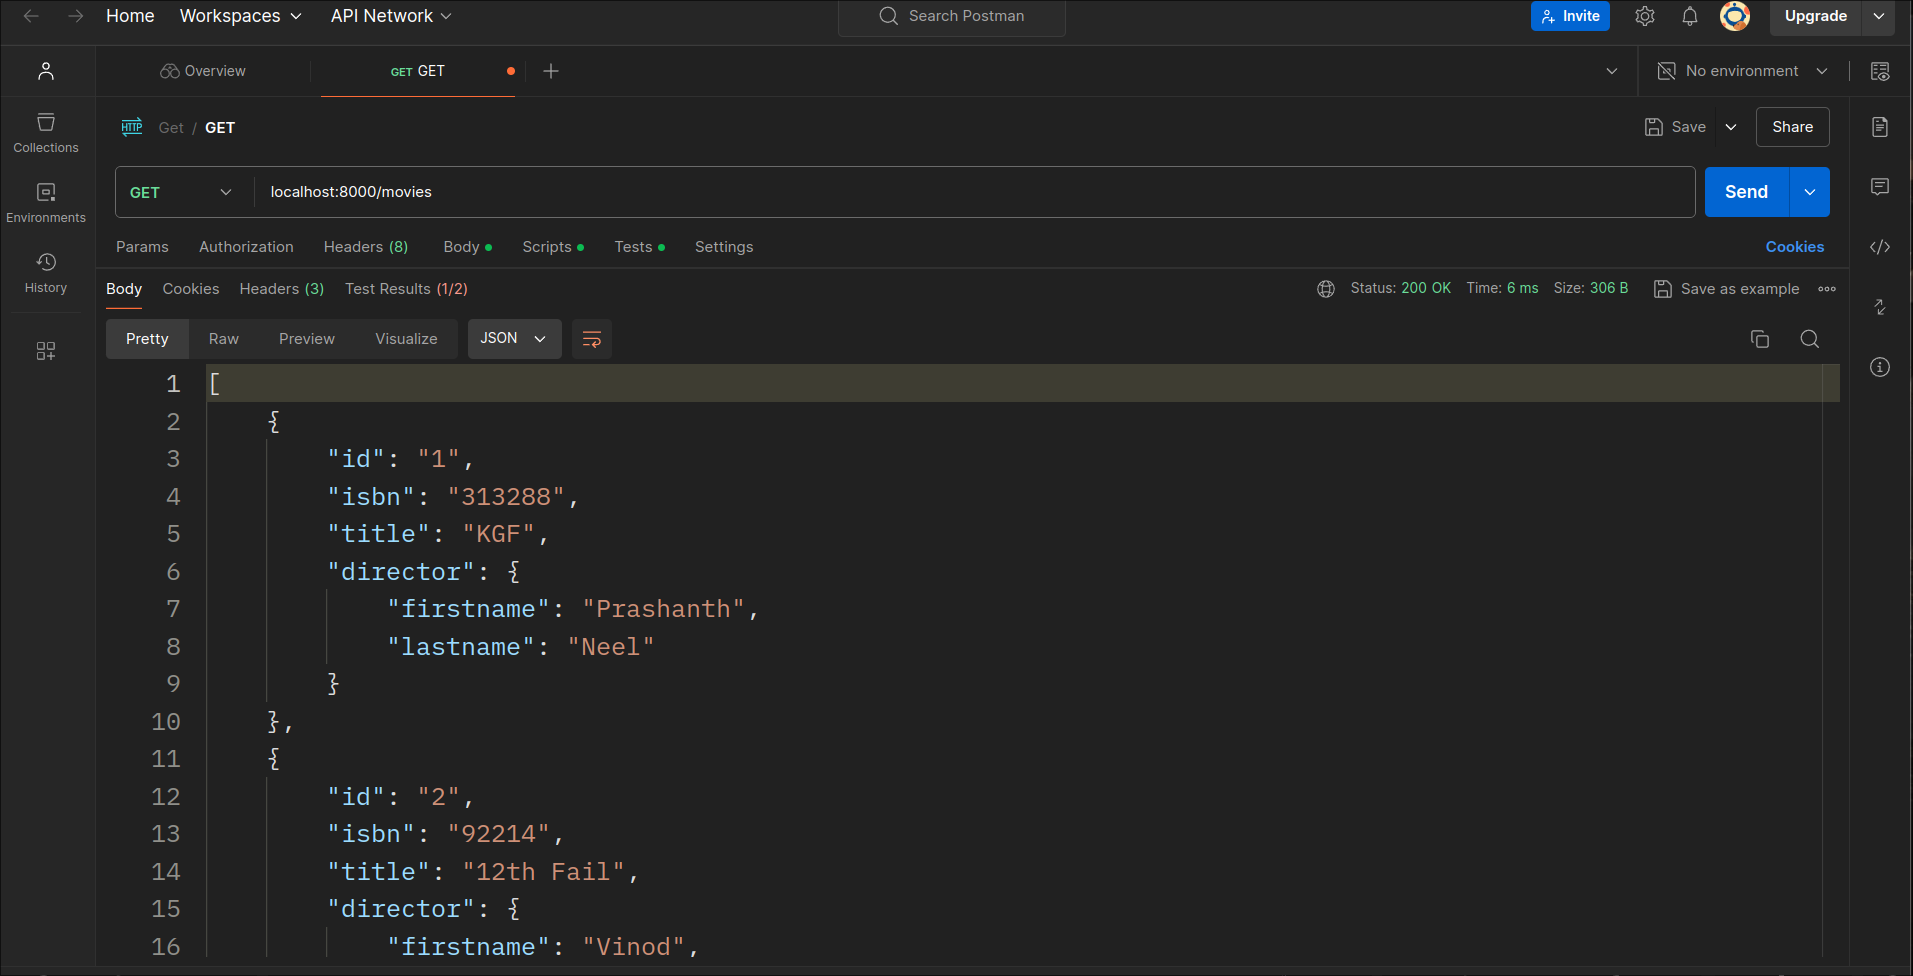 Home Workspaces API Network Search Postman Invite Upgrade
Overview GET GET No environment
HTTP Get / GET Save Share
Collections
GET localhost:8000/movies Send
Environments
Params Authorization Headers (8) Body Scripts Tests Settings Cookies
History
Body Cookies Headers (3) Test Results (1/2) Status: 200 OK Time: 6 ms Size: 306 B Save as example
Pretty Raw Preview Visualize JSON
1 [
2 {
3 "id": "1",
4 "isbn": "313288",
5 "title": "KGF",
6 "director": {
7 "firstname": "Prashanth",
8 "lastname": "Neel"
9 }
10 },
11 {
12 "id": "2",
13 "isbn": "92214",
14 "title": "12th Fail",
15 "director": {
16 "firstname": "Vinod",